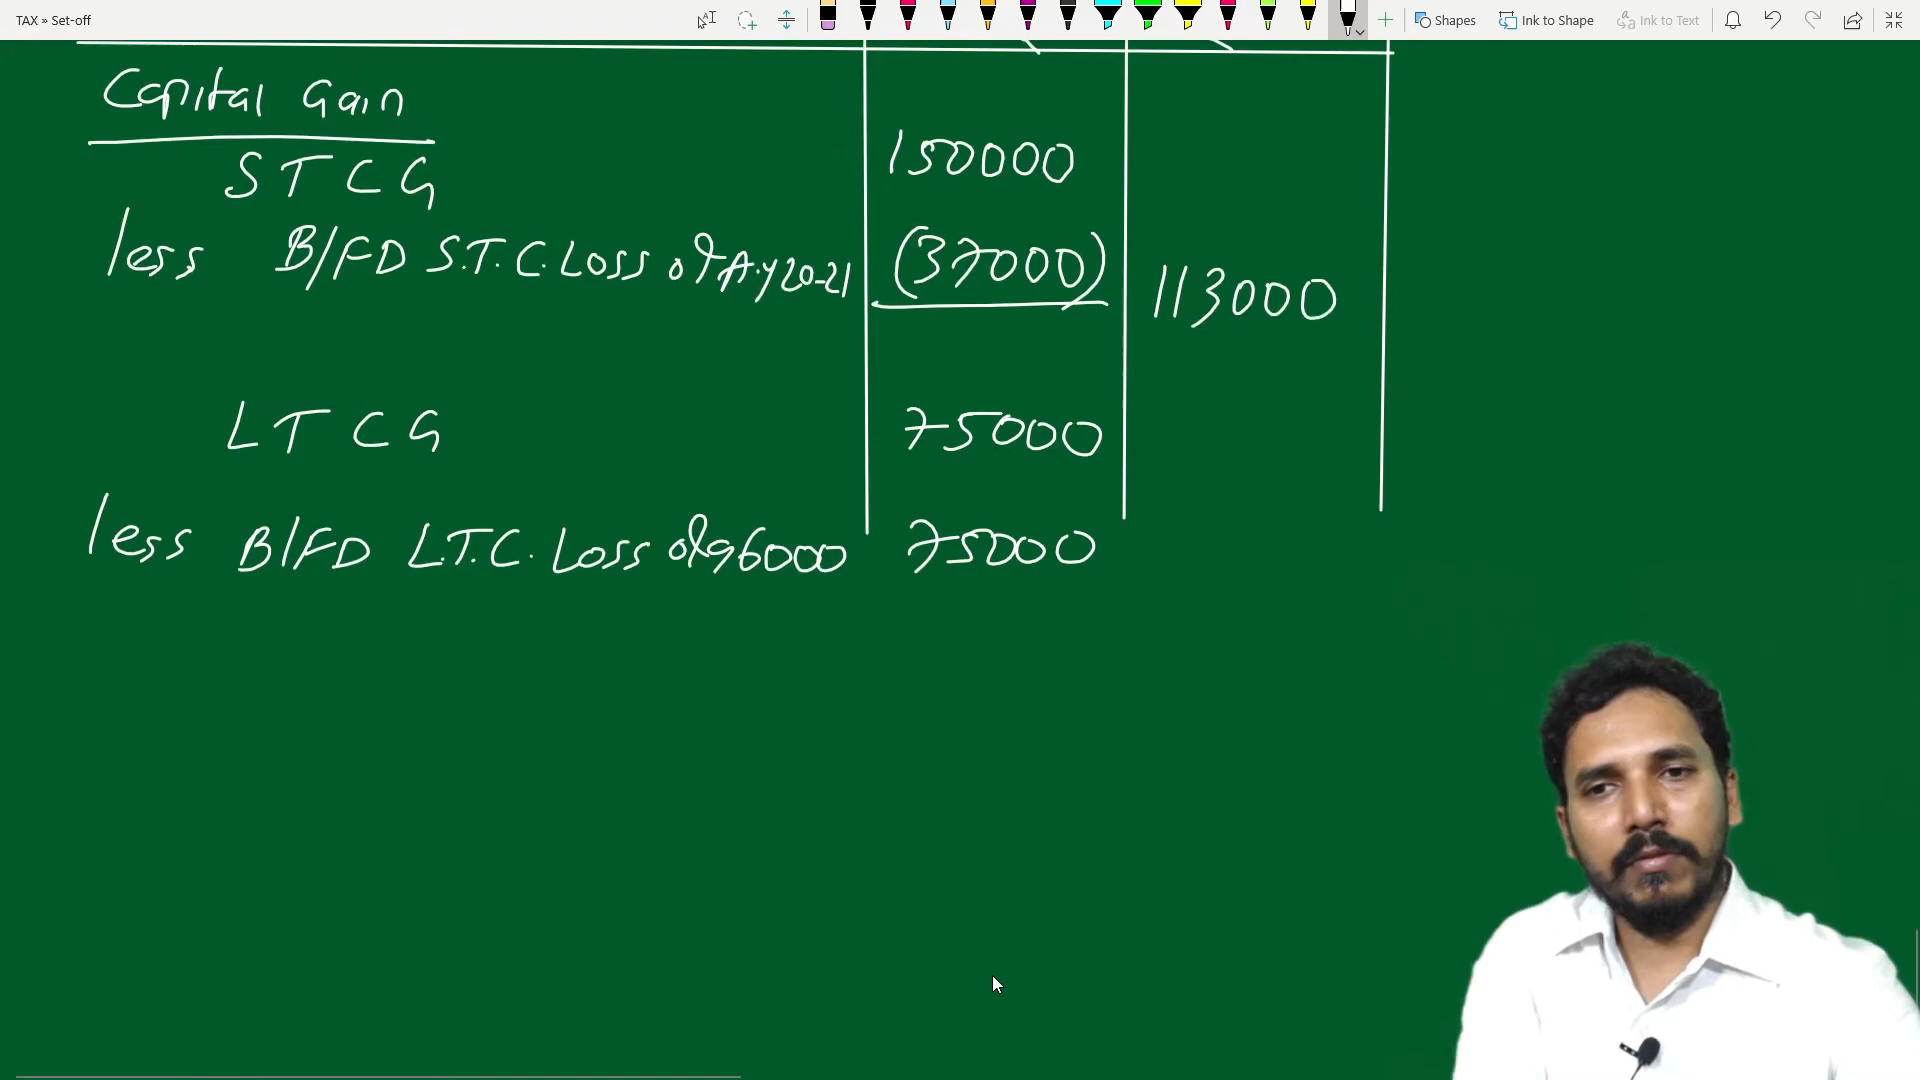 TAX » Set-off
Shapes
Ink to Shape
Ink to Text
Capital Gain
STCG 150000
less B/FD S.T.C. Loss of A.Y 20-21 (37000) 113000
LTCG 75000
less B/FD L.T.C. Loss of 96000 75000